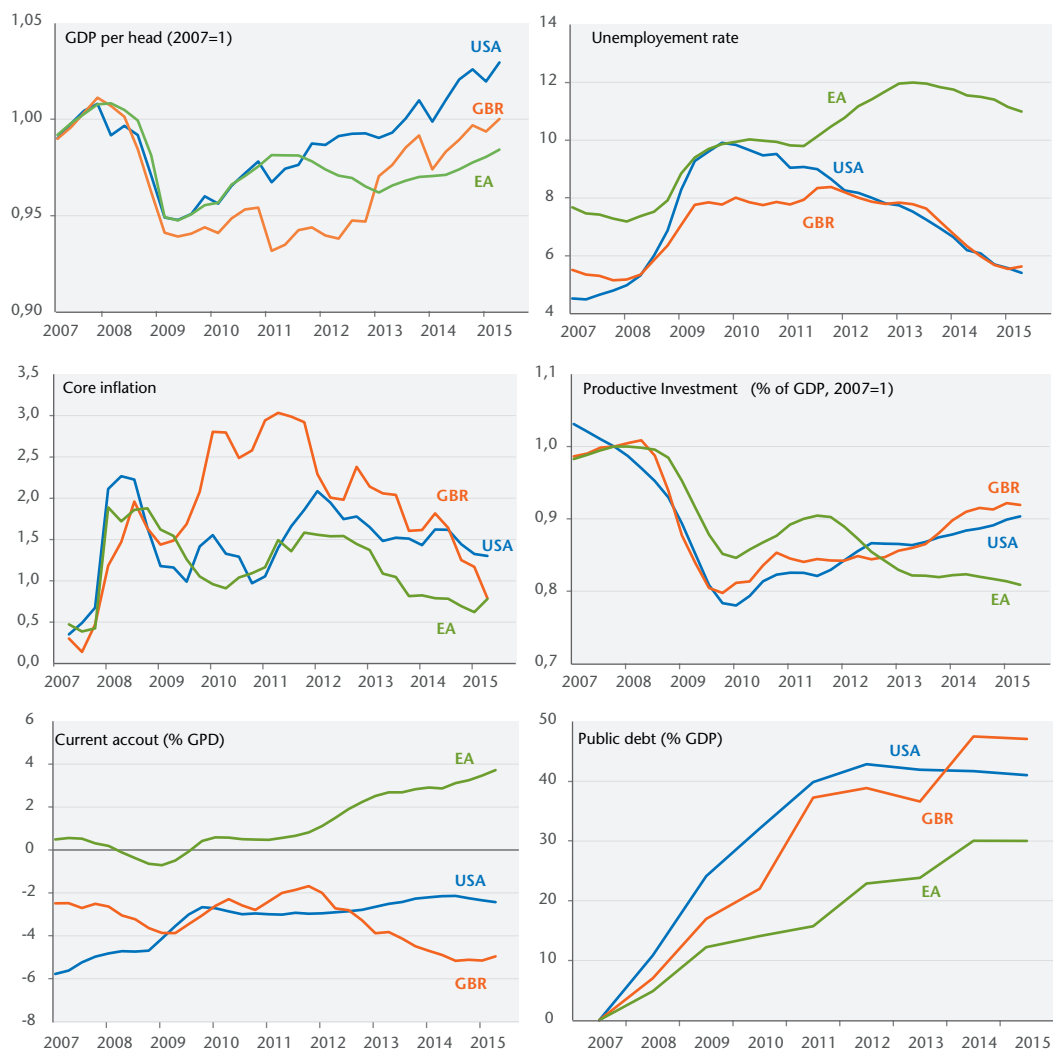 GDP per head (2007=1)
1,05
1,00
0,95
0,90
USA
GBR
EA
2007 2008 2009 2010 2011 2012 2013 2014 2015
Unemployement rate
14
12
10
8
6
4
EA
USA
GBR
2007 2008 2009 2010 2011 2012 2013 2014 2015
Core inflation
3,5
3,0
2,5
2,0
1,5
1,0
0,5
0,0
GBR
USA
EA
2007 2008 2009 2010 2011 2012 2013 2014 2015
Productive Investment (% of GDP, 2007=1)
1,1
1,0
0,9
0,8
0,7
GBR
USA
EA
2007 2008 2009 2010 2011 2012 2013 2014 2015
Current accout (% GPD)
6
4
2
0
-2
-4
-6
-8
EA
USA
GBR
2007 2008 2009 2010 2011 2012 2013 2014 2015
Public debt (% GDP)
50
40
30
20
10
0
USA
GBR
EA
2007 2008 2009 2010 2011 2012 2013 2014 2015